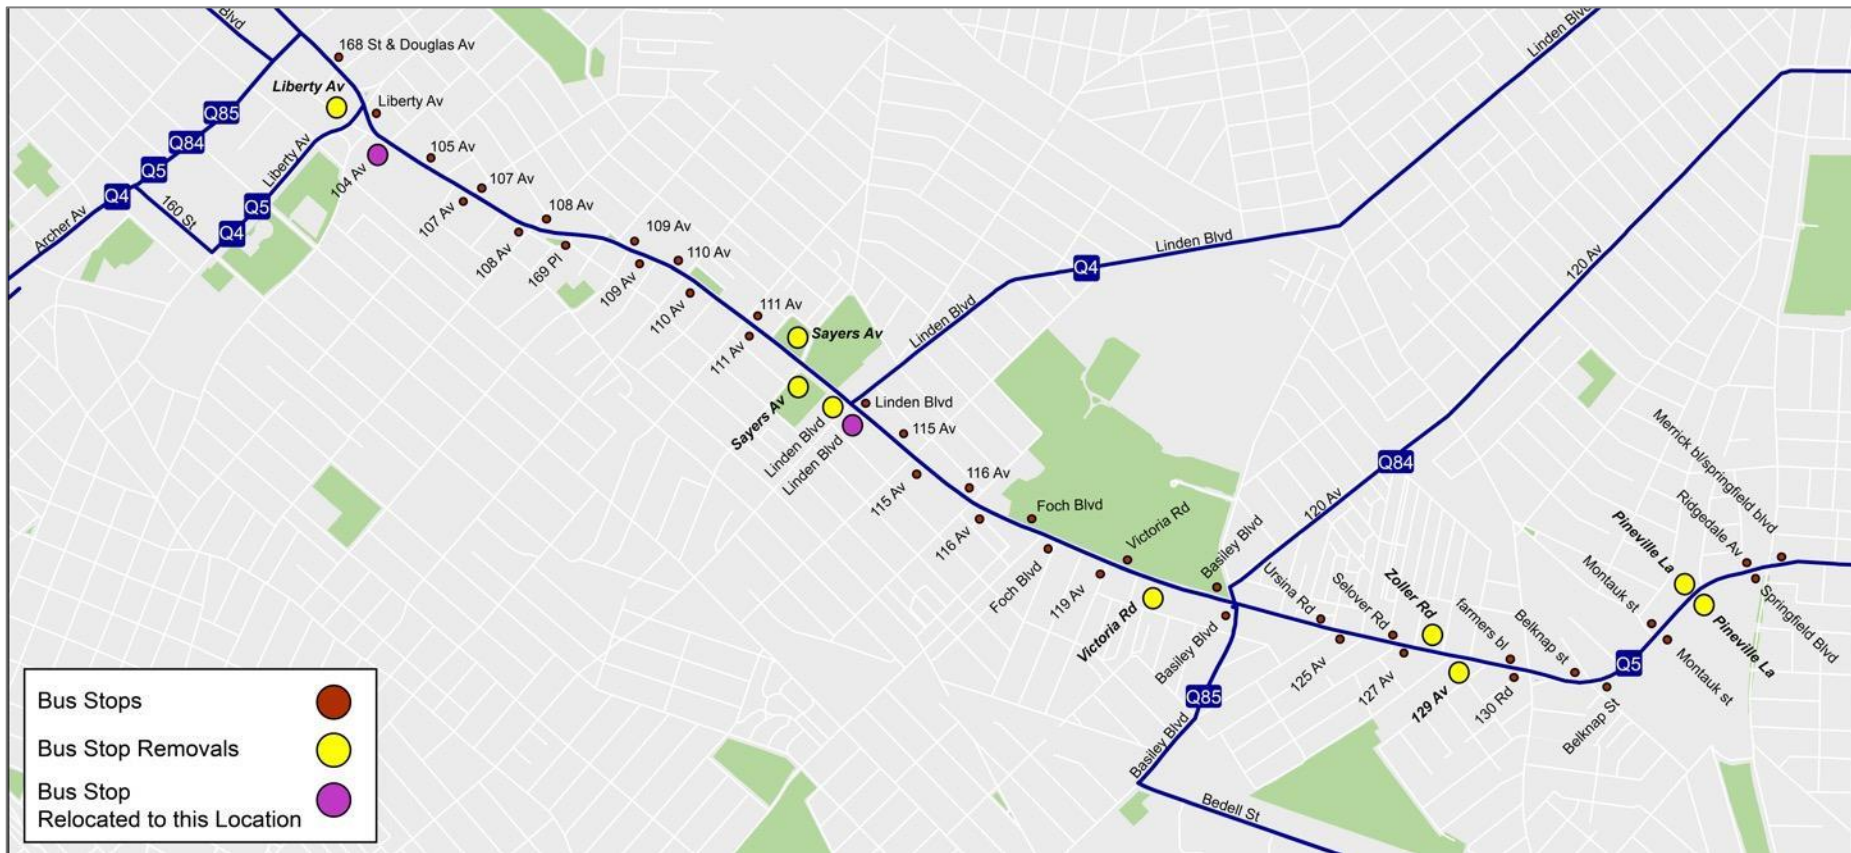 Blvd
168 St & Douglas Av
Liberty Av
Liberty Av
Q85
Q84
Q5
Q4
Archer Av
160 St
Q4
Q5
Liberty Av
104 Av
105 Av
107 Av
107 Av
108 Av
108 Av
169 Pl
109 Av
109 Av
110 Av
110 Av
111 Av
111 Av
Sayers Av
Sayers Av
Linden Blvd
Linden Blvd
Linden Blvd
Linden Blvd
Q4
Linden Blvd
Linden Blvd
115 Av
115 Av
116 Av
116 Av
Foch Blvd
Foch Blvd
Victoria Rd
119 Av
Victoria Rd
Basiley Blvd
Basiley Blvd
120 Av
Q84
120 Av
Q85
Basiley Blvd
Bedell St
Ursina Rd
125 Av
Selover Rd
127 Av
Zoller Rd
129 Av
farmers bl
130 Rd
Belknap st
Belknap St
Q5
Montauk st
Montauk st
Pineville La
Pineville La
Ridgedale Av
Merrick bl/springfield blvd
Springfield Blvd
Bus Stops
Bus Stop Removals
Bus Stop
Relocated to this Location